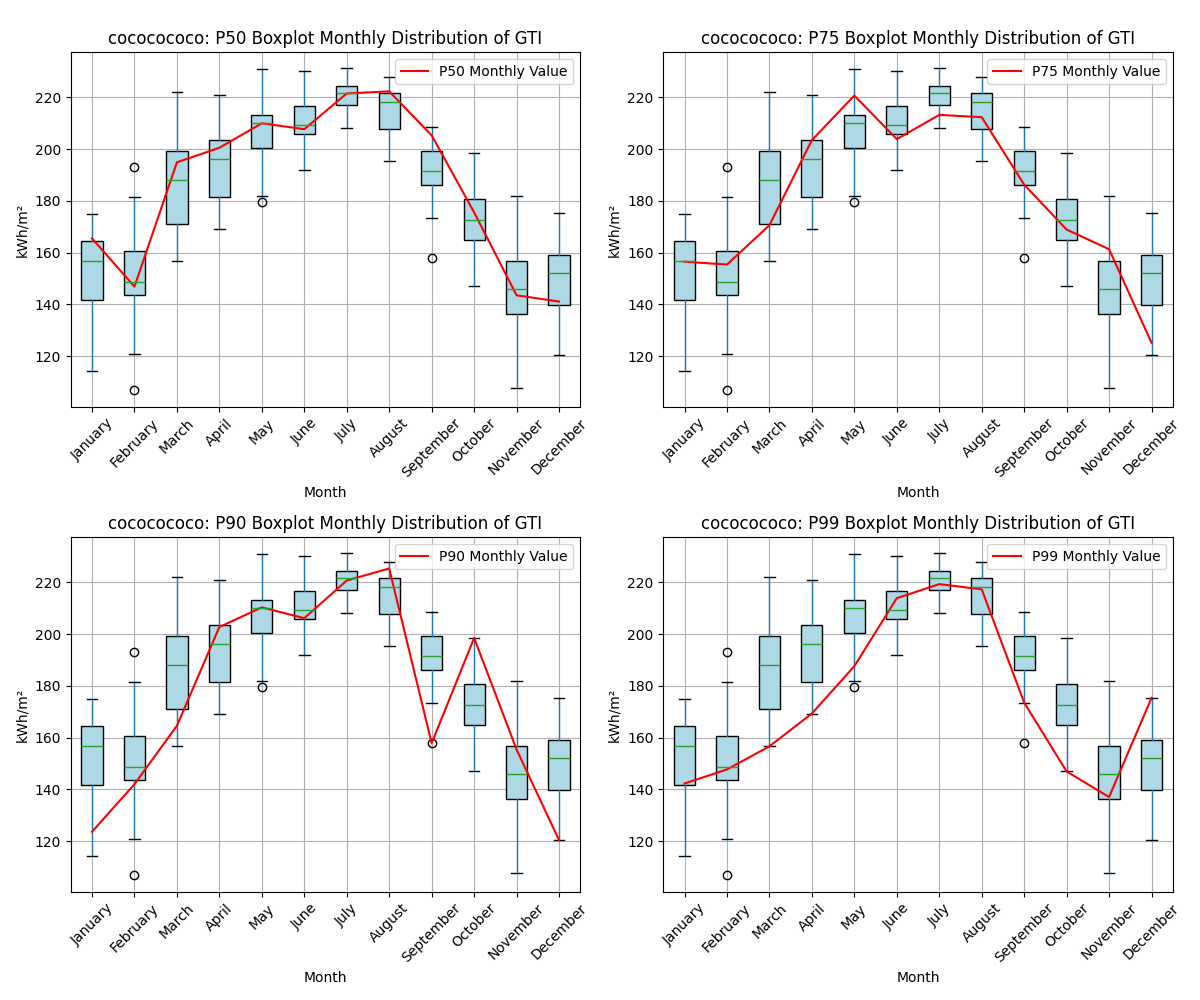 cococococo: P50 Boxplot Monthly Distribution of GTI
P50 Monthly Value
kWh/m²
220
200
180
160
140
120
January
February
March
April
May
June
July
August
September
October
November
December
Month
cococococo: P75 Boxplot Monthly Distribution of GTI
P75 Monthly Value
kWh/m²
220
200
180
160
140
120
January
February
March
April
May
June
July
August
September
October
November
December
Month
cococococo: P90 Boxplot Monthly Distribution of GTI
P90 Monthly Value
kWh/m²
220
200
180
160
140
120
January
February
March
April
May
June
July
August
September
October
November
December
Month
cococococo: P99 Boxplot Monthly Distribution of GTI
P99 Monthly Value
kWh/m²
220
200
180
160
140
120
January
February
March
April
May
June
July
August
September
October
November
December
Month